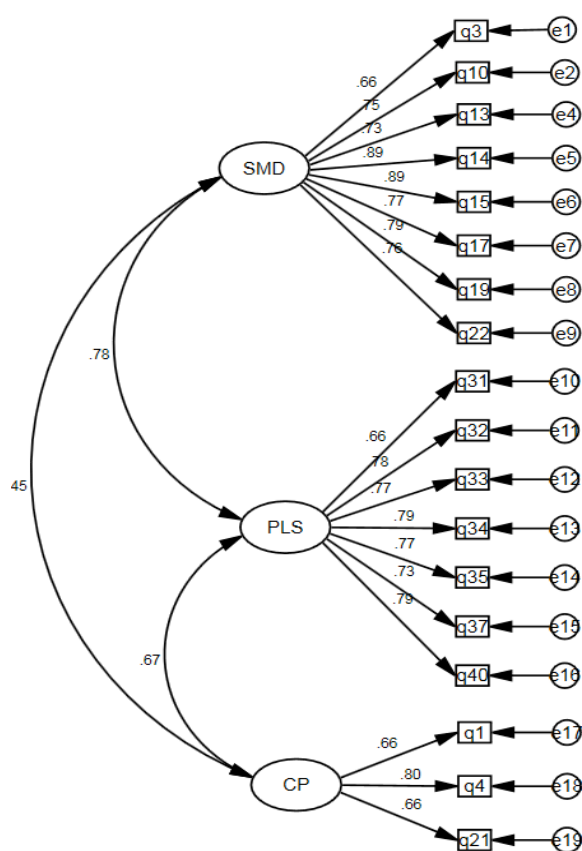 q3 e1
.66
q10 e2
.75
q13 e4
.73
q14 e5
.89
SMD
q15 e6
.89
.77
q17 e7
.79
.76
q19 e8
q22 e9
.78
q31 e10
.66
q32 e11
.78
q33 e12
.77
45
q34 e13
.79
PLS
q35 e14
.77
.73
q37 e15
.79
.67
q40 e16
q1 e17
.66
CP
q4 e18
.80
.66
q21 e19